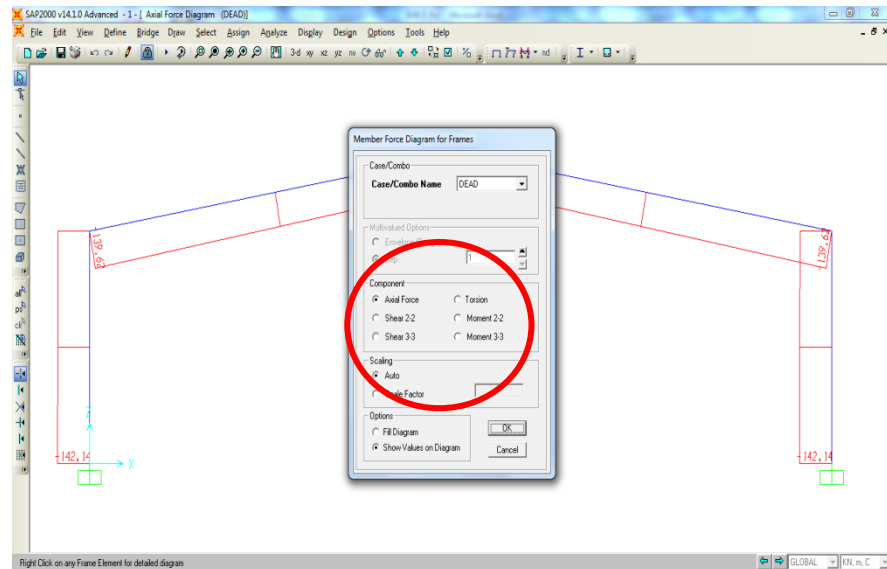 SAP2000 v14.1.0 Advanced - 1 - [ Axial Force Diagram (DEAD)]
File Edit View Define Bridge Draw Select Assign Analyze Display Design Options Tools Help
3-d xy xz yz nv nd
Member Force Diagram for Frames
Case/Combo
Case/Combo Name DEAD
Multivalued Options
1
Component
Axial Force Torsion
Shear 2-2 Moment 2-2
Shear 3-3 Moment 3-3
Scaling
Auto
Scale Factor
Options
Fill Diagram OK
Show Values on Diagram Cancel
-139,62
-139,62
-142,14
-142,14
Z
X
Right Click on any Frame Element for detailed diagram GLOBAL KN, m, C